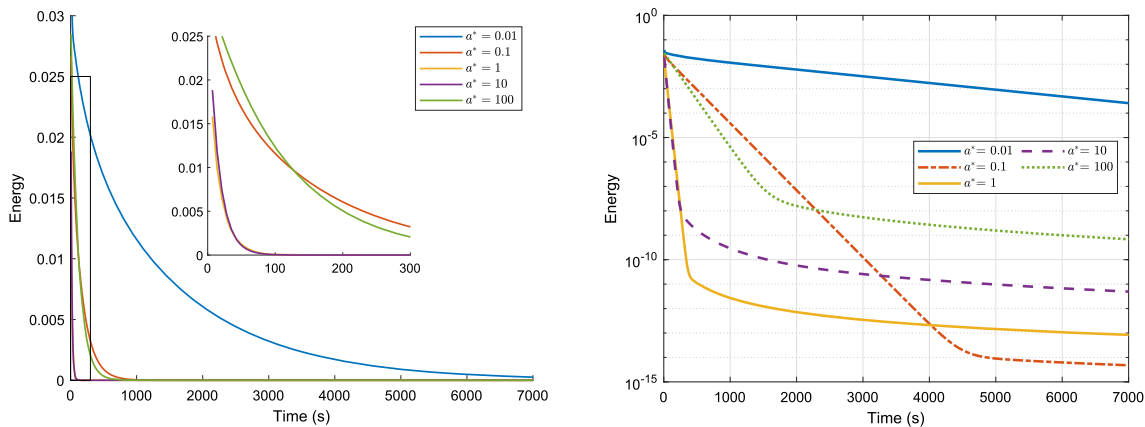 0.03
0.025
0.02
0.015
0.01
0.005
0
Energy
0 1000 2000 3000 4000 5000 6000 7000
Time (s)
0.025
0.02
0.015
0.01
0.005
0
0 100 200 300
a* = 0.01
a* = 0.1
a* = 1
a* = 10
a* = 100
10^0
10^-5
10^-10
10^-15
Energy
0 1000 2000 3000 4000 5000 6000 7000
Time (s)
a*= 0.01 a*= 10
a*= 0.1 a*= 100
a*= 1